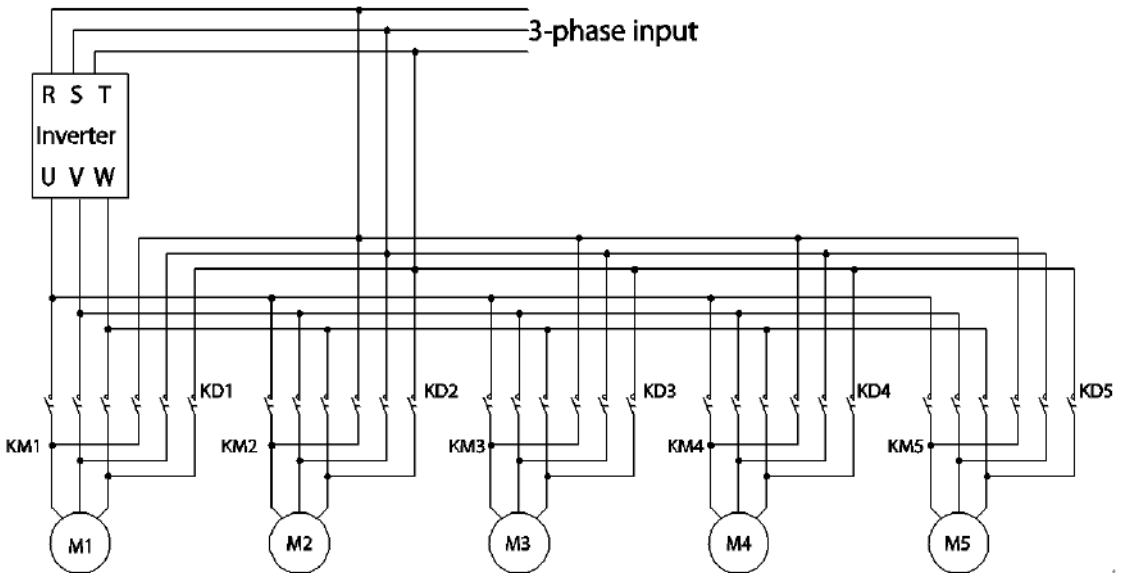 3-phase input
R S T
Inverter
U V W
KD1 KD2 KD3 KD4 KD5
KM1 KM2 KM3 KM4 KM5
M1 M2 M3 M4 M5